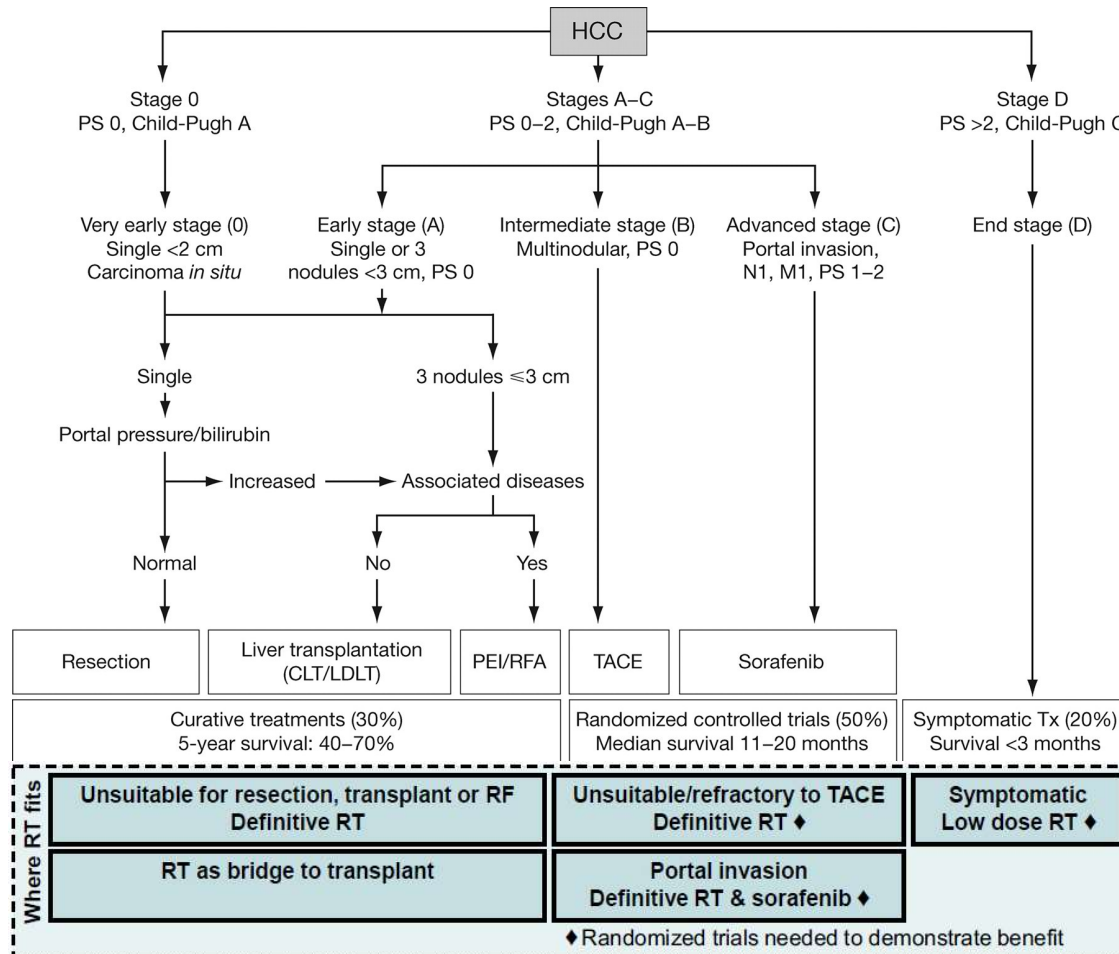 HCC
Stage 0
PS 0, Child-Pugh A
Stages A–C
PS 0–2, Child-Pugh A–B
Stage D
PS >2, Child-Pugh C
Very early stage (0)
Single <2 cm
Carcinoma in situ
Early stage (A)
Single or 3
nodules <3 cm, PS 0
Intermediate stage (B)
Multinodular, PS 0
Advanced stage (C)
Portal invasion,
N1, M1, PS 1–2
End stage (D)
Single
3 nodules ⩽3 cm
Portal pressure/bilirubin
Increased
Associated diseases
Normal
No
Yes
Resection
Liver transplantation
(CLT/LDLT)
PEI/RFA
TACE
Sorafenib
Curative treatments (30%)
5-year survival: 40–70%
Randomized controlled trials (50%)
Median survival 11–20 months
Symptomatic Tx (20%)
Survival <3 months
Where RT fits
Unsuitable for resection, transplant or RF
Definitive RT
Unsuitable/refractory to TACE
Definitive RT ♦
Symptomatic
Low dose RT ♦
RT as bridge to transplant
Portal invasion
Definitive RT & sorafenib ♦
♦ Randomized trials needed to demonstrate benefit